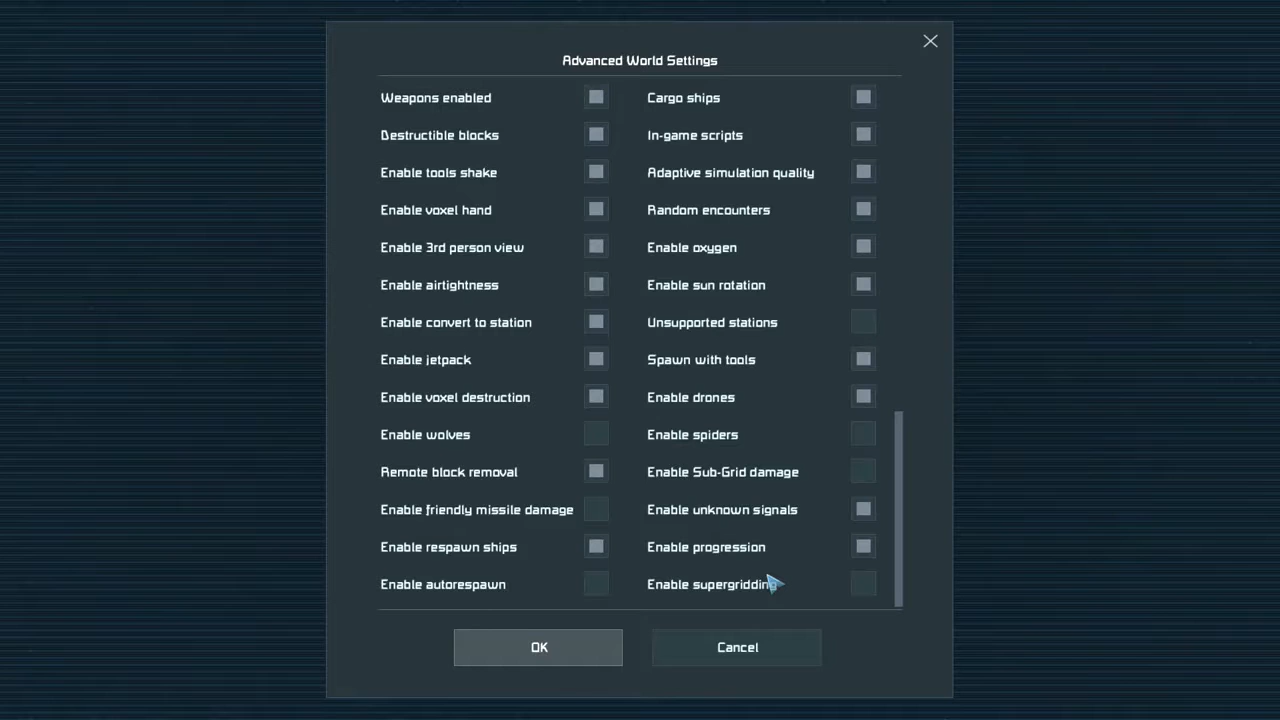 Advanced World Settings
Weapons enabled
Cargo ships
Destructible blocks
In-game scripts
Enable tools shake
Adaptive simulation quality
Enable voxel hand
Random encounters
Enable 3rd person view
Enable oxygen
Enable airtightness
Enable sun rotation
Enable convert to station
Unsupported stations
Enable jetpack
Spawn with tools
Enable voxel destruction
Enable drones
Enable wolves
Enable spiders
Remote block removal
Enable Sub-Grid damage
Enable friendly missile damage
Enable unknown signals
Enable respawn ships
Enable progression
Enable autorespawn
Enable supergridding
OK
Cancel